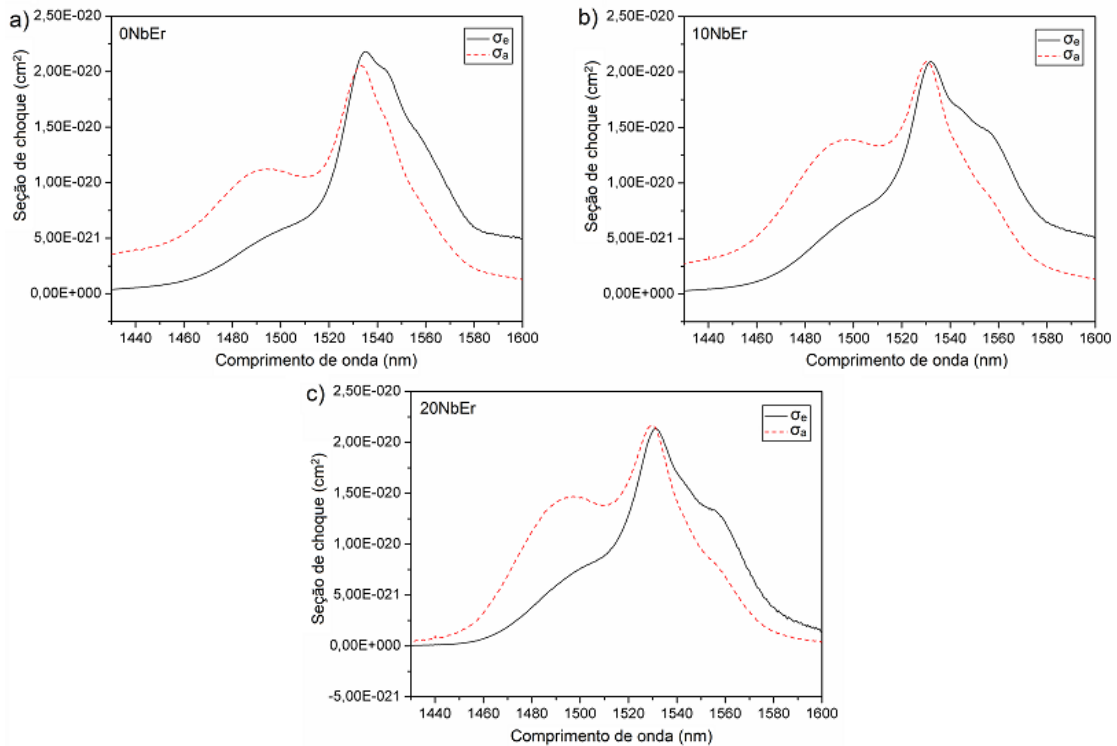 a)
0NbEr
σe
σa
Seção de choque (cm²)
2,50E-020
2,00E-020
1,50E-020
1,00E-020
5,00E-021
0,00E+000
1440 1460 1480 1500 1520 1540 1560 1580 1600
Comprimento de onda (nm)
b)
10NbEr
σe
σa
Seção de choque (cm²)
2,50E-020
2,00E-020
1,50E-020
1,00E-020
5,00E-021
0,00E+000
1440 1460 1480 1500 1520 1540 1560 1580 1600
Comprimento de onda (nm)
c)
20NbEr
σe
σa
Seção de choque (cm²)
2,50E-020
2,00E-020
1,50E-020
1,00E-020
5,00E-021
0,00E+000
-5,00E-021
1440 1460 1480 1500 1520 1540 1560 1580 1600
Comprimento de onda (nm)